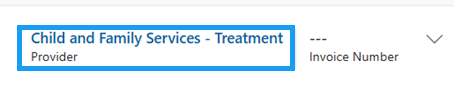 Child and Family Services - Treatment
Provider
---
Invoice Number